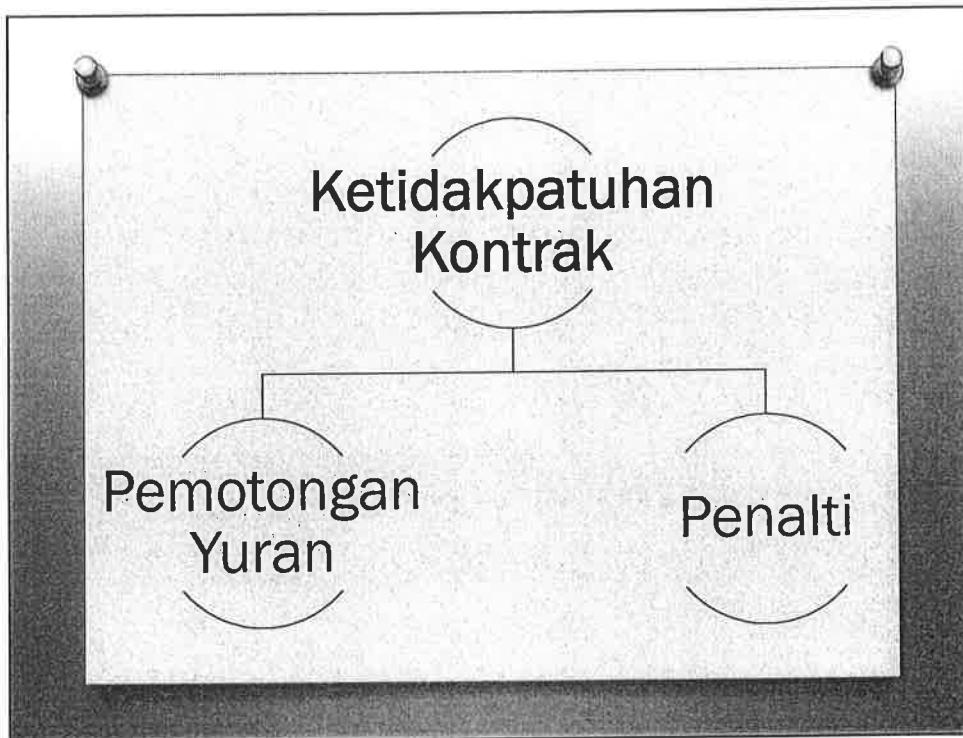 Ketidakpatuhan
Kontrak
Pemotongan
Yuran
Penalti